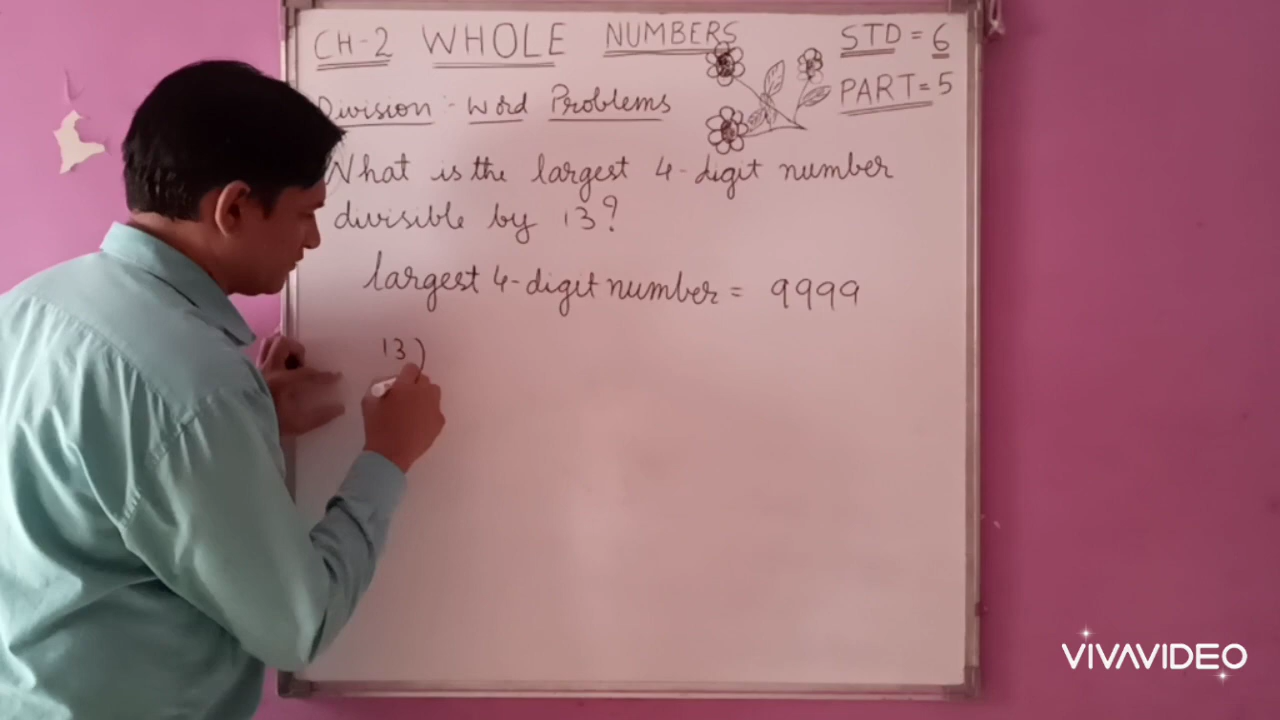 CH-2 WHOLE NUMBERS
STD = 6
PART = 5
Division :- Word Problems
What is the largest 4-digit number
divisible by 13?
largest 4-digit number = 9999
13)
VIVAVIDEO